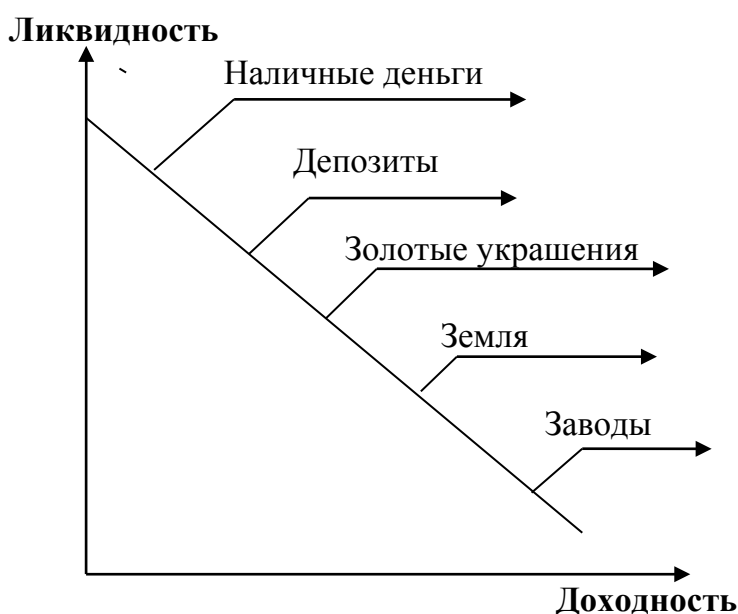 Ликвидность
Наличные деньги
Депозиты
Золотые украшения
Земля
Заводы
Доходность